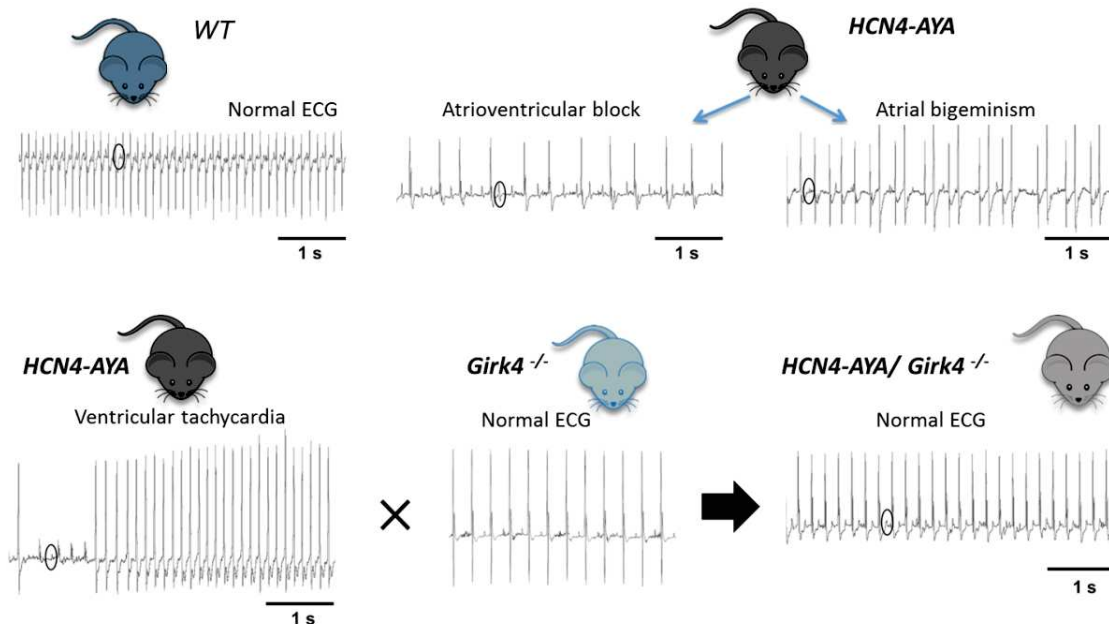 WT
HCN4-AYA
Normal ECG
Atrioventricular block
Atrial bigeminism
1 s
1 s
1 s
HCN4-AYA
Girk4 -/-
HCN4-AYA/ Girk4 -/-
Ventricular tachycardia
Normal ECG
Normal ECG
×
1 s
1 s